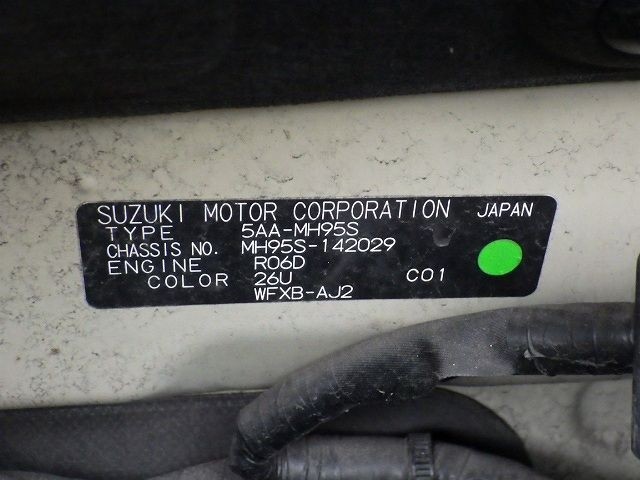 SUZUKI MOTOR CORPORATION JAPAN
TYPE 5AA-MH95S
CHASSIS NO. MH95S-142029
ENGINE R06D
COLOR 26U C01
WFXB-AJ2